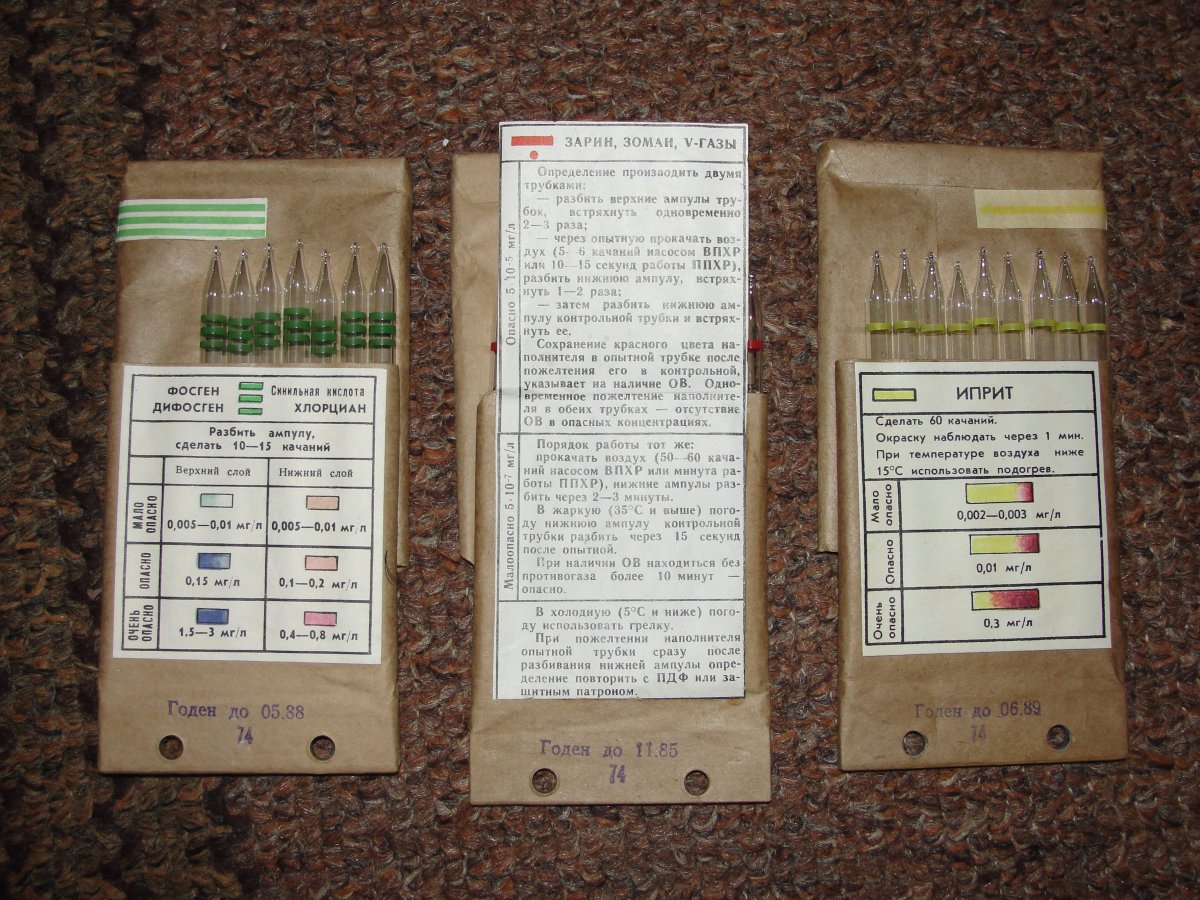 ФОСГЕН Синильная кислота
ДИФОСГЕН ХЛОРЦИАН
Разбить ампулу,
сделать 10—15 качаний
Верхний слой Нижний слой
МАЛО ОПАСНО
0,005—0,01 мг/л 0,005—0,01 мг/л
ОПАСНО
0,15 мг/л 0,1—0,2 мг/л
ОЧЕНЬ ОПАСНО
1,5—3 мг/л 0,4—0,8 мг/л
Годен до 05.88
74
ЗАРИН, ЗОМАН, V-ГАЗЫ
Опасно 5·10-5 мг/л
Определение производить двумя
трубками:
— разбить верхние ампулы тру-
бок, встряхнуть одновременно
2—3 раза;
— через опытную прокачать воз-
дух (5—6 качаний насосом ВПХР
или 10—15 секунд работы ППХР),
разбить нижнюю ампулу, встрях-
нуть 1—2 раза;
— затем разбить нижнюю ам-
пулу контрольной трубки и встрях-
нуть ее.
Сохранение красного цвета на-
полнителя в опытной трубке после
пожелтения его в контрольной,
указывает на наличие ОВ. Одно-
временное пожелтение наполните-
ля в обеих трубках — отсутствие
ОВ в опасных концентрациях.
Малоопасно 5·10-7 мг/л
Порядок работы тот же:
прокачать воздух (50—60 кача-
ний насосом ВПХР или минута ра-
боты ППХР), нижние ампулы раз-
бить через 2—3 минуты.
В жаркую (35°С и выше) пого-
ду нижнюю ампулу контрольной
трубки разбить через 15 секунд
после опытной.
При наличии ОВ находиться без
противогаза более 10 минут —
опасно.
В холодную (5°С и ниже) пого-
ду использовать грелку.
При пожелтении наполнителя
опытной трубки сразу после
разбивания нижней ампулы опре-
деление повторить с ПДФ или за-
щитным патроном.
Годен до 11.85
74
ИПРИТ
Сделать 60 качаний.
Окраску наблюдать через 1 мин.
При температуре воздуха ниже
15°С использовать подогрев.
Мало опасно
0,002—0,003 мг/л
Опасно
0,01 мг/л
Очень опасно
0,3 мг/л
Годен до 06.89
74